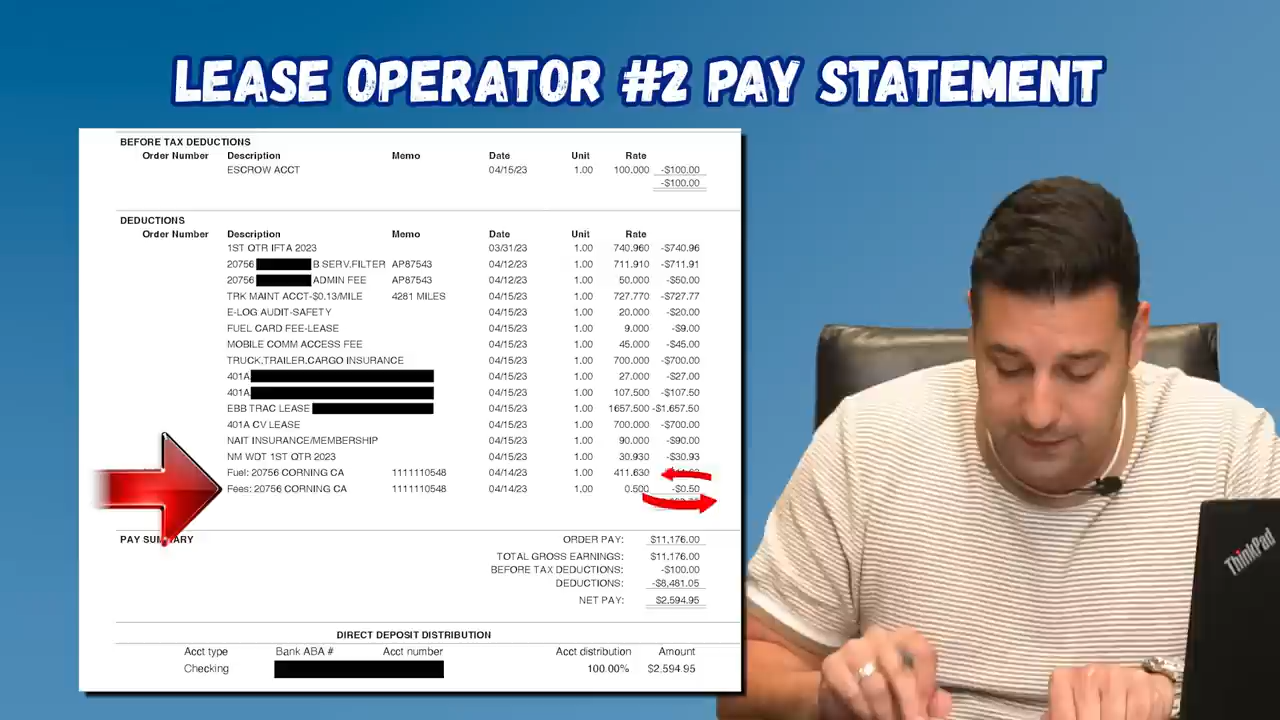 LEASE OPERATOR #2 PAY STATEMENT
BEFORE TAX DEDUCTIONS
Order Number Description Memo Date Unit Rate
ESCROW ACCT 04/15/23 1.00 100.000 -$100.00
-$100.00
DEDUCTIONS
Order Number Description Memo Date Unit Rate
1ST QTR IFTA 2023 03/31/23 1.00 740.960 -$740.96
20756 B SERV.FILTER AP87543 04/12/23 1.00 711.910 -$711.91
20756 ADMIN FEE AP87543 04/12/23 1.00 50.000 -$50.00
TRK MAINT ACCT-$0.13/MILE 4281 MILES 04/15/23 1.00 727.770 -$727.77
E-LOG AUDIT-SAFETY 04/15/23 1.00 20.000 -$20.00
FUEL CARD FEE-LEASE 04/15/23 1.00 9.000 -$9.00
MOBILE COMM ACCESS FEE 04/15/23 1.00 45.000 -$45.00
TRUCK.TRAILER.CARGO INSURANCE 04/15/23 1.00 700.000 -$700.00
401A 04/15/23 1.00 27.000 -$27.00
401A 04/15/23 1.00 107.500 -$107.50
EBB TRAC LEASE 04/15/23 1.00 1657.500 -$1.657.50
401A CV LEASE 04/15/23 1.00 700.000 -$700.00
NAIT INSURANCE/MEMBERSHIP 04/15/23 1.00 90.000 -$90.00
NM WDT 1ST QTR 2023 04/15/23 1.00 30.930 -$30.93
Fuel: 20756 CORNING CA 1111110548 04/14/23 1.00 411.630
Fees: 20756 CORNING CA 1111110548 04/14/23 1.00 0.500 -$0.50
PAY SUMMARY ORDER PAY: $11,176.00
TOTAL GROSS EARNINGS: $11,176.00
BEFORE TAX DEDUCTIONS: -$100.00
DEDUCTIONS: -$8,481.05
NET PAY: $2,594.95
DIRECT DEPOSIT DISTRIBUTION
Acct type Bank ABA # Acct number Acct distribution Amount
Checking 100.00% $2,594.95
ThinkPad